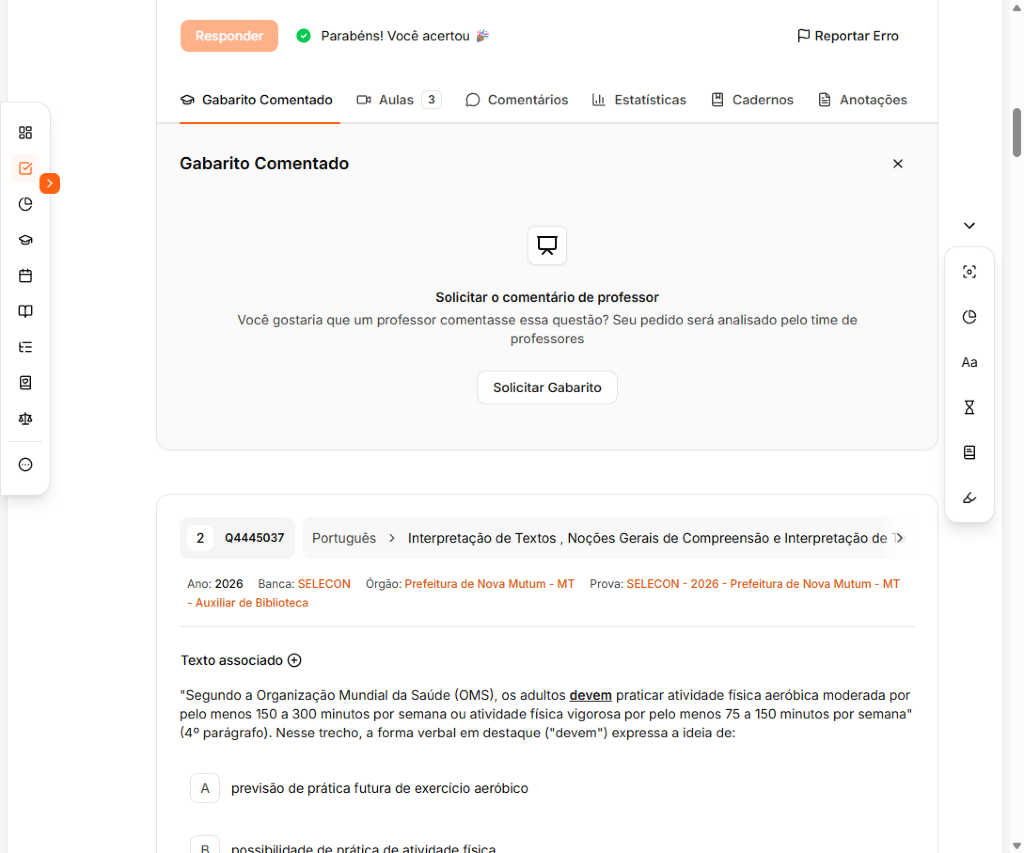 Responder
Parabéns! Você acertou 🎉
Reportar Erro
Gabarito Comentado
Aulas 3
Comentários
Estatísticas
Cadernos
Anotações
Gabarito Comentado
Solicitar o comentário de professor
Você gostaria que um professor comentasse essa questão? Seu pedido será analisado pelo time de
professores
Solicitar Gabarito
Aa
2 Q4445037 Português > Interpretação de Textos , Noções Gerais de Compreensão e Interpretação de
Ano: 2026 Banca: SELECON Órgão: Prefeitura de Nova Mutum - MT Prova: SELECON - 2026 - Prefeitura de Nova Mutum - MT
- Auxiliar de Biblioteca
Texto associado
"Segundo a Organização Mundial da Saúde (OMS), os adultos devem praticar atividade física aeróbica moderada por
pelo menos 150 a 300 minutos por semana ou atividade física vigorosa por pelo menos 75 a 150 minutos por semana"
(4º parágrafo). Nesse trecho, a forma verbal em destaque ("devem") expressa a ideia de:
A previsão de prática futura de exercício aeróbico
B possibilidade de prática de atividade física